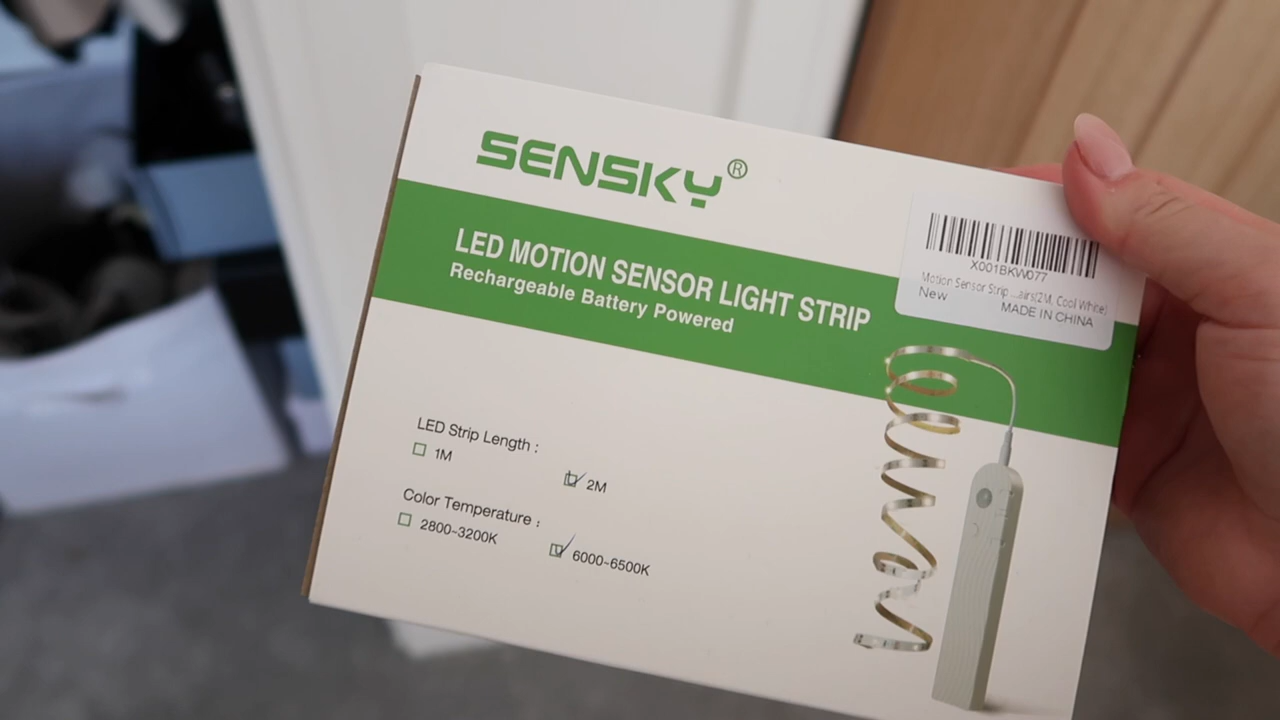 SENSKY®
LED MOTION SENSOR LIGHT STRIP
Rechargeable Battery Powered
X001BKW077
Motion Sensor Strip ...airs(2M, Cool White)
New
MADE IN CHINA
LED Strip Length :
1M
2M
Color Temperature :
2800~3200K
6000~6500K